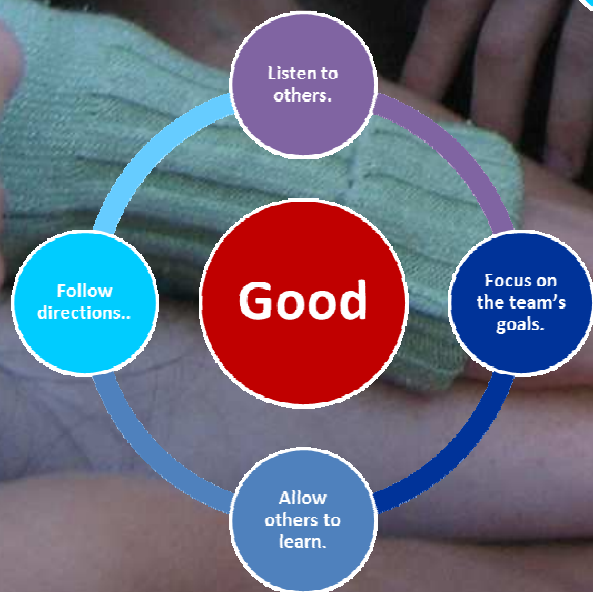 Listen to
others.
Good
Focus on
the team's
goals.
Follow
directions..
Allow
others to
learn.